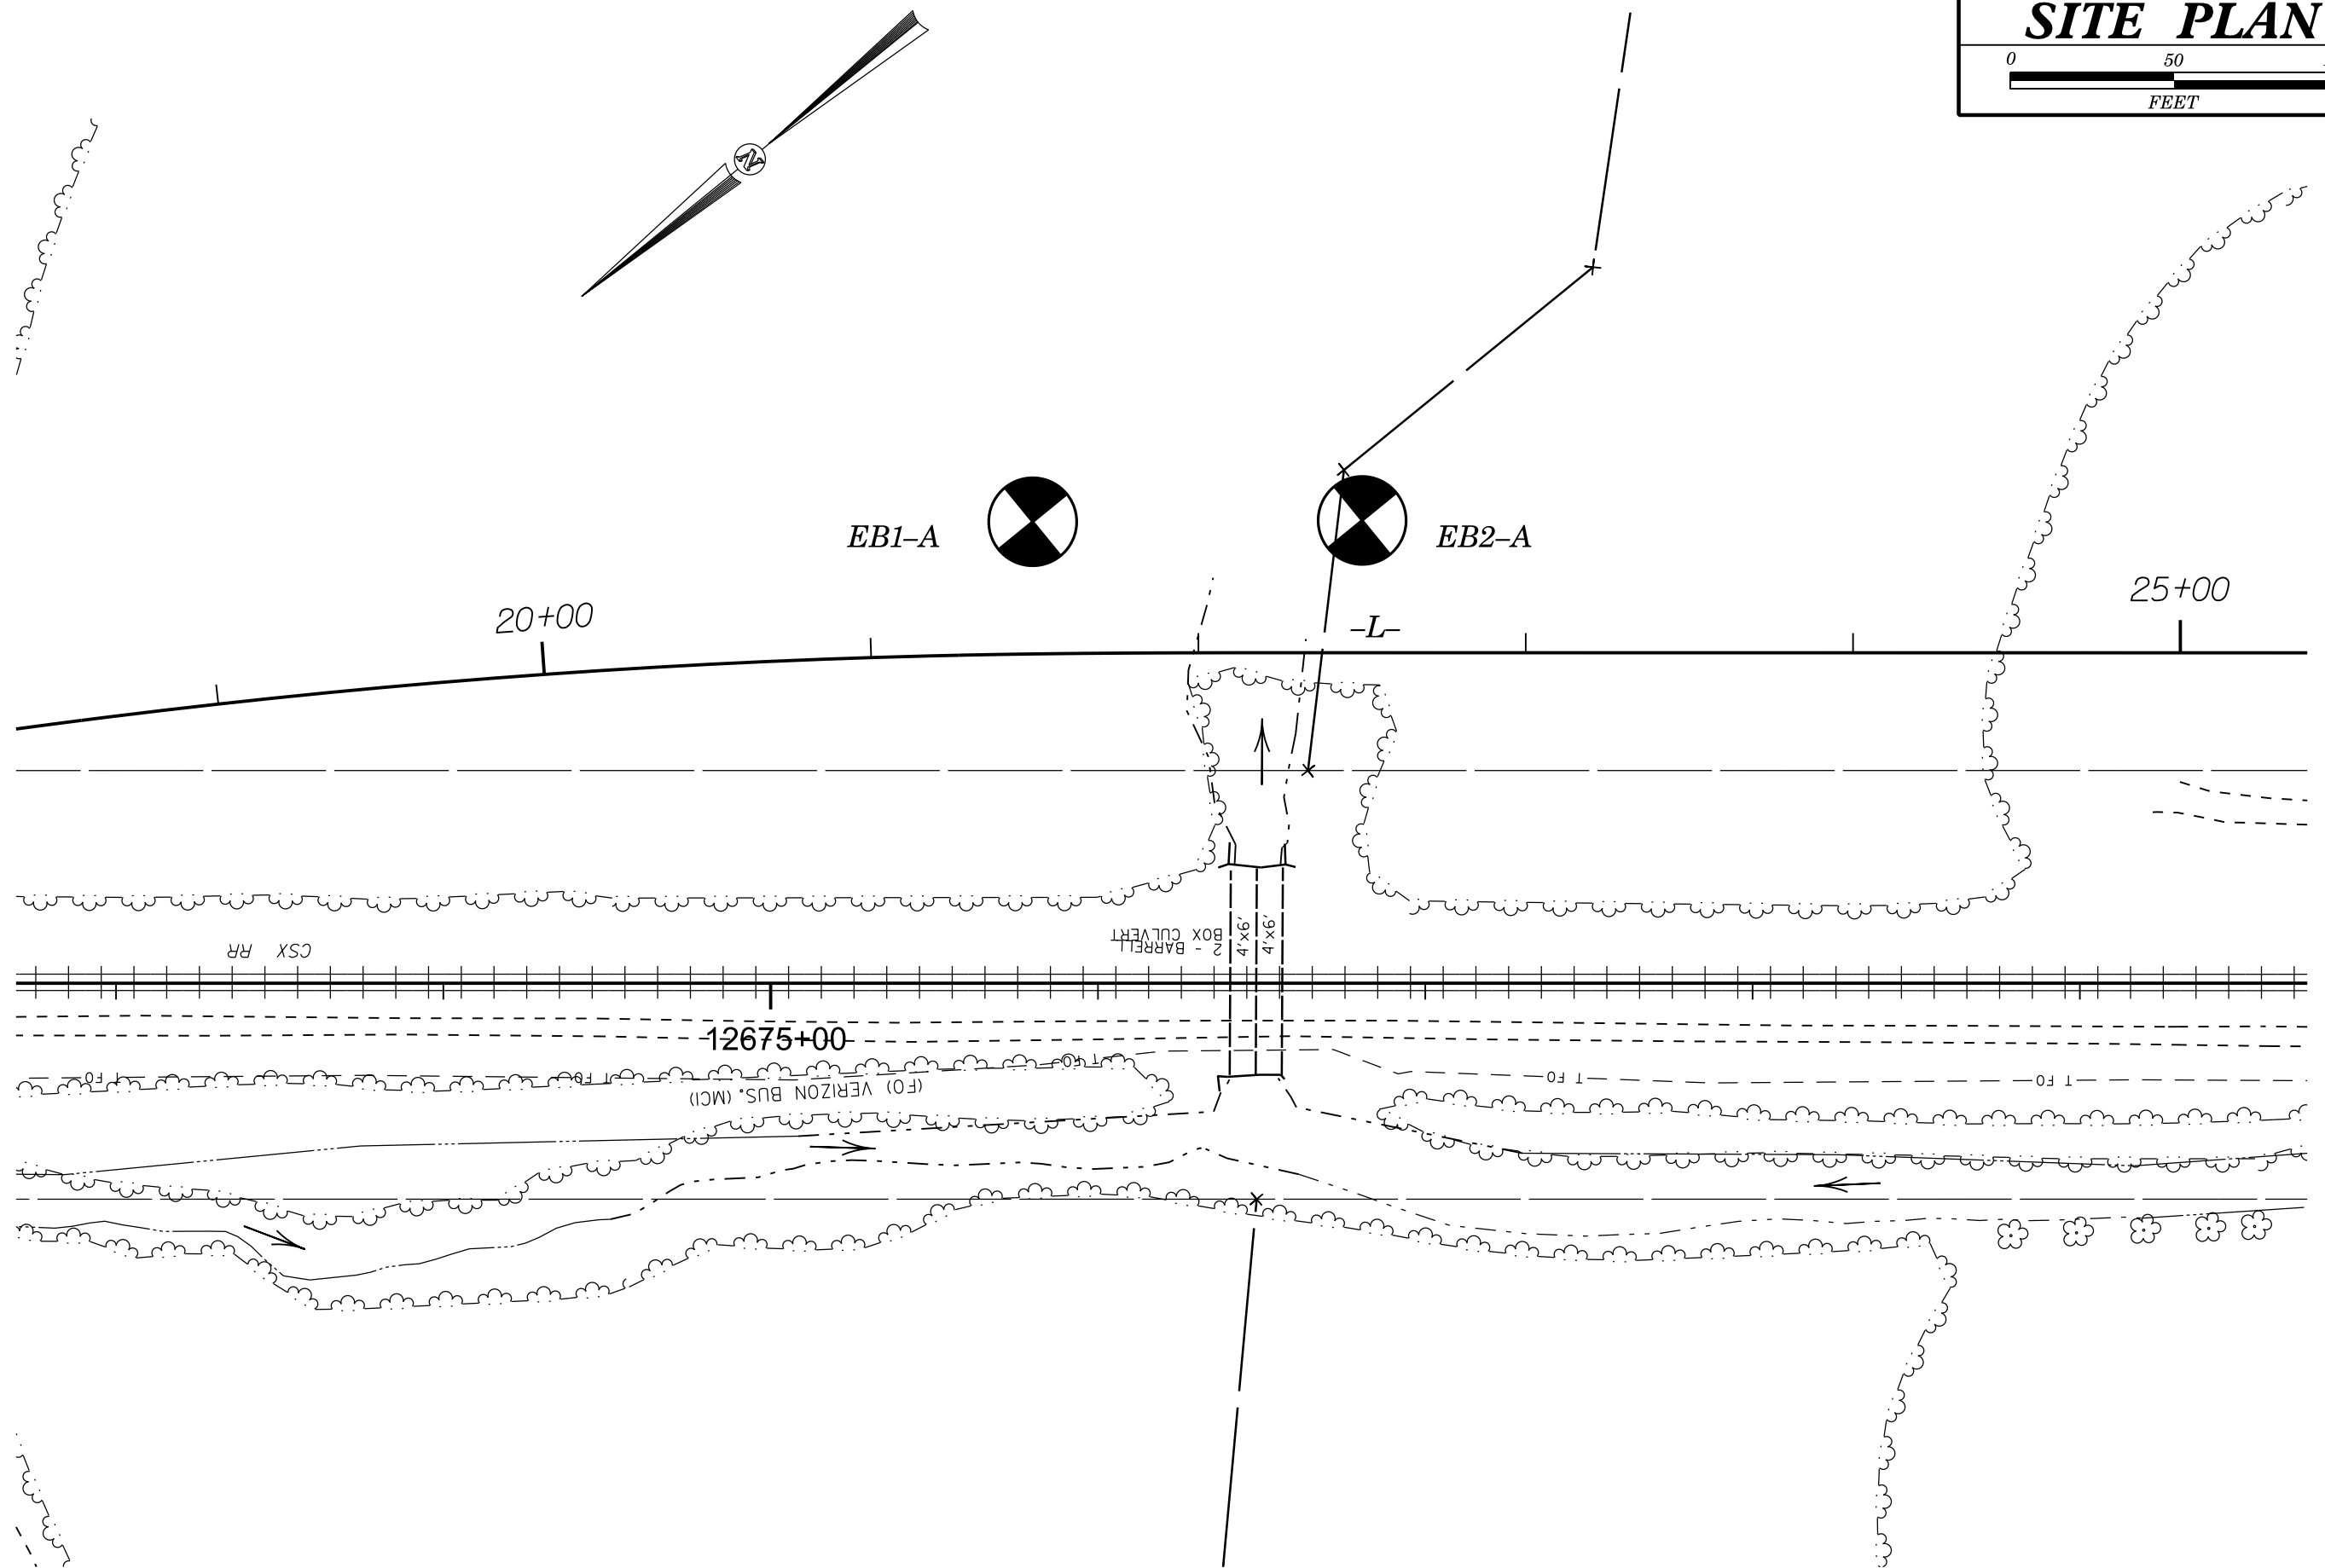 SITE PLAN
0 50
FEET
N
EB1-A
EB2-A
20+00
-L-
25+00
CSX RR
2 - BARRELL
BOX CULVERT
4'x6'
4'x6'
12675+00
T FO
T FO
T FO
T FO
T FO
(FO) VERIZON BUS. (MCI)